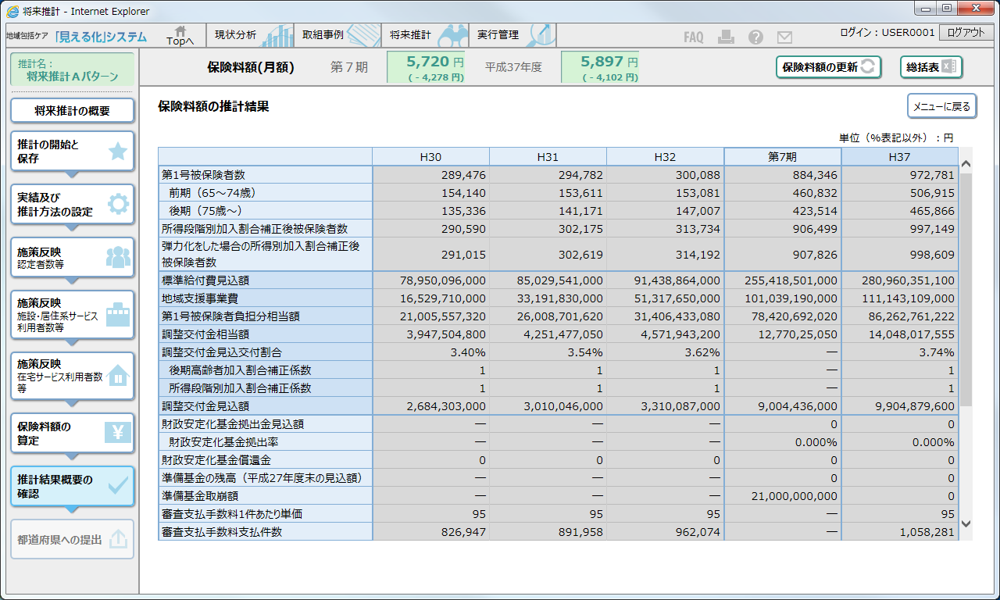 将来推計 - Internet Explorer
地域包括ケア「見える化」システム
Topへ
現状分析
取組事例
将来推計
実行管理
FAQ
ログイン：USER0001
ログアウト
推計名：
将来推計Aパターン
保険料額(月額)
第７期
5,720 円
( - 4,278 円)
平成37年度
5,897 円
( - 4,102 円)
保険料額の更新
総括表
将来推計の概要
推計の開始と
保存
実績及び
推計方法の設定
施策反映
認定者数等
施策反映
施設・居住系サービス
利用者数等
施策反映
在宅サービス利用者数
等
保険料額の
算定
推計結果概要の
確認
都道府県への提出
保険料額の推計結果
メニューに戻る
単位（%表記以外）：円
H30 H31 H32 第7期 H37
第1号被保険者数 289,476 294,782 300,088 884,346 972,781
前期（65～74歳） 154,140 153,611 153,081 460,832 506,915
後期（75歳～） 135,336 141,171 147,007 423,514 465,866
所得段階別加入割合補正後被保険者数 290,590 302,175 313,734 906,499 997,149
弾力化をした場合の所得別加入割合補正後
被保険者数 291,015 302,619 314,192 907,826 998,609
標準給付費見込額 78,950,096,000 85,029,541,000 91,438,864,000 255,418,501,000 280,960,351,100
地域支援事業費 16,529,710,000 33,191,830,000 51,317,650,000 101,039,190,000 111,143,109,000
第1号被保険者負担分相当額 21,005,557,320 26,008,701,620 31,406,433,080 78,420,692,020 86,262,761,222
調整交付金相当額 3,947,504,800 4,251,477,050 4,571,943,200 12,770,25,050 14,048,017,555
調整交付金見込交付割合 3.40% 3.54% 3.62% ― 3.74%
後期高齢者加入割合補正係数 1 1 1 ― 1
所得段階別加入割合補正係数 1 1 1 ― 1
調整交付金見込額 2,684,303,000 3,010,046,000 3,310,087,000 9,004,436,000 9,904,879,600
財政安定化基金拠出金見込額 ― ― ― 0 0
財政安定化基金拠出率 ― ― ― 0.000% 0.000%
財政安定化基金償還金 0 0 0 0 0
準備基金の残高（平成27年度末の見込額） ― ― ― 0 0
準備基金取崩額 ― ― ― 21,000,000,000 0
審査支払手数料1件あたり単価 95 95 95 ― 95
審査支払手数料支払件数 826,947 891,958 962,074 ― 1,058,281